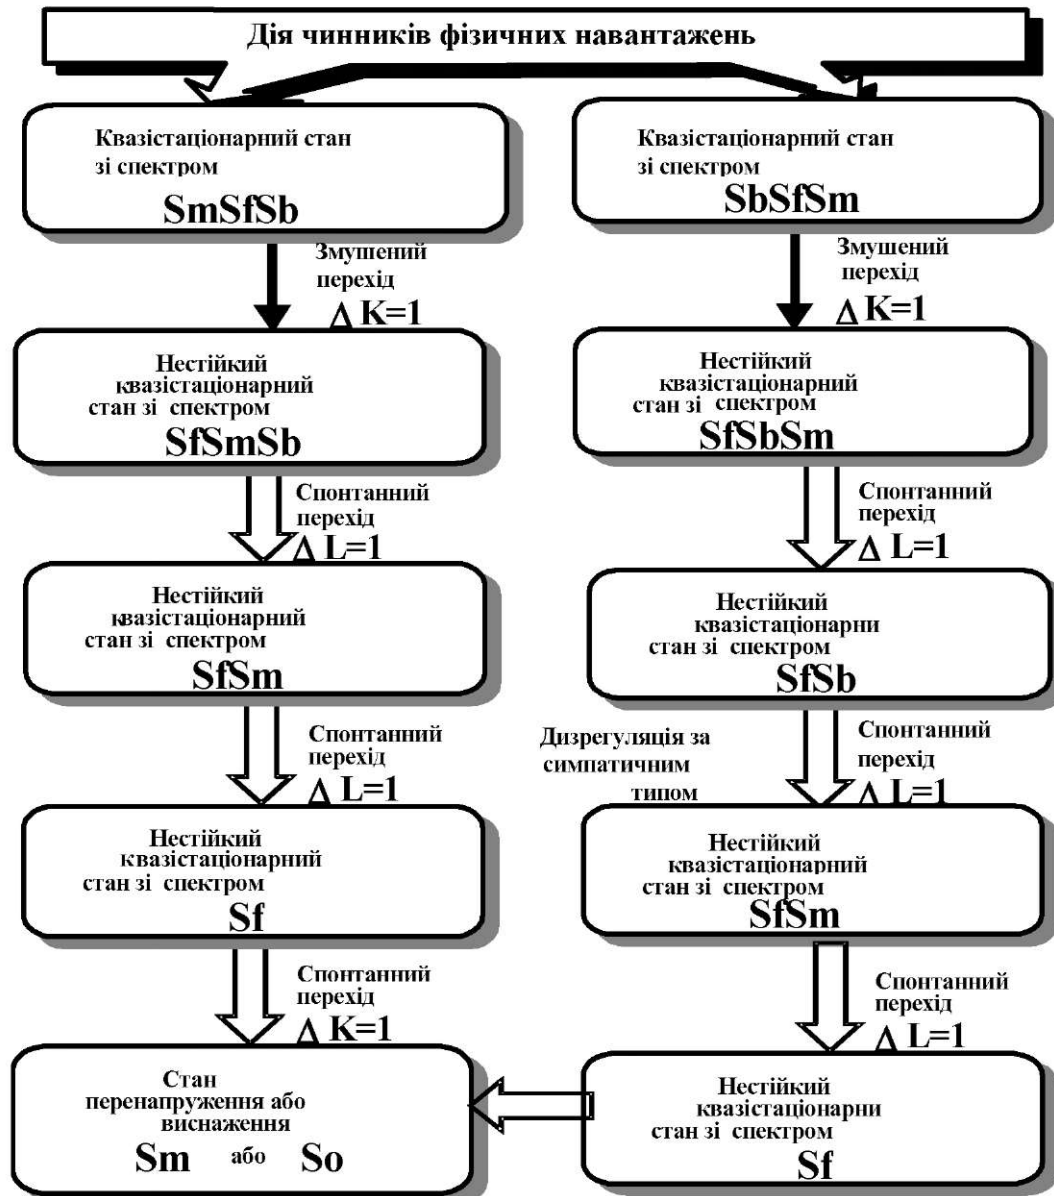 Дія чинників фізичних навантажень
Квазістаціонарний стан
зі спектром
SmSfSb
Змушений
перехід
Δ K=1
Нестійкий
квазістаціонарний
стан зі спектром
SfSmSb
Спонтанний
перехід
Δ L=1
Нестійкий
квазістаціонарний
стан зі спектром
SfSm
Спонтанний
перехід
Δ L=1
Нестійкий
квазістаціонарний
стан зі спектром
Sf
Спонтанний
перехід
Δ K=1
Стан
перенапруження або
виснаження
Sm або So
Квазістаціонарний стан
зі спектром
SbSfSm
Змушений
перехід
Δ K=1
Нестійкий
квазістаціонарний
стан зі спектром
SfSbSm
Спонтанний
перехід
Δ L=1
Нестійкий
квазістаціонарни
стан зі спектром
SfSb
Дизрегуляція за
симпатичним
типом
Спонтанний
перехід
Δ L=1
Нестійкий
квазістаціонарний
стан зі спектром
SfSm
Спонтанний
перехід
Δ L=1
Нестійкий
квазістаціонарни
стан зі спектром
Sf